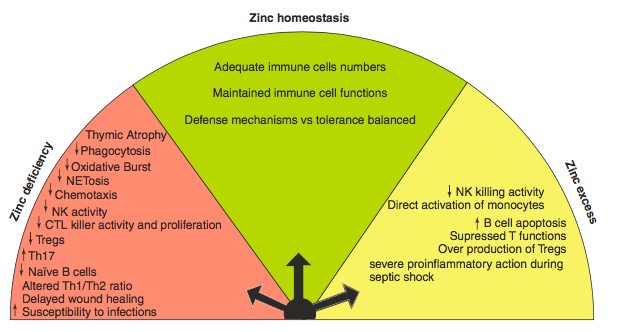 Zinc homeostasis
Adequate immune cells numbers
Maintained immune cell functions
Defense mechanisms vs tolerance balanced
Zinc deficiency
Thymic Atrophy
↓Phagocytosis
↓Oxidative Burst
↓NETosis
↓Chemotaxis
↓NK activity
↓CTL killer activity and proliferation
↓Tregs
↑Th17
↓Naïve B cells
Altered Th1/Th2 ratio
Delayed wound healing
↑Susceptibility to infections
Zinc excess
↓NK killing activity
Direct activation of monocytes
↑B cell apoptosis
Supressed T functions
Over production of Tregs
severe proinflammatory action during
septic shock